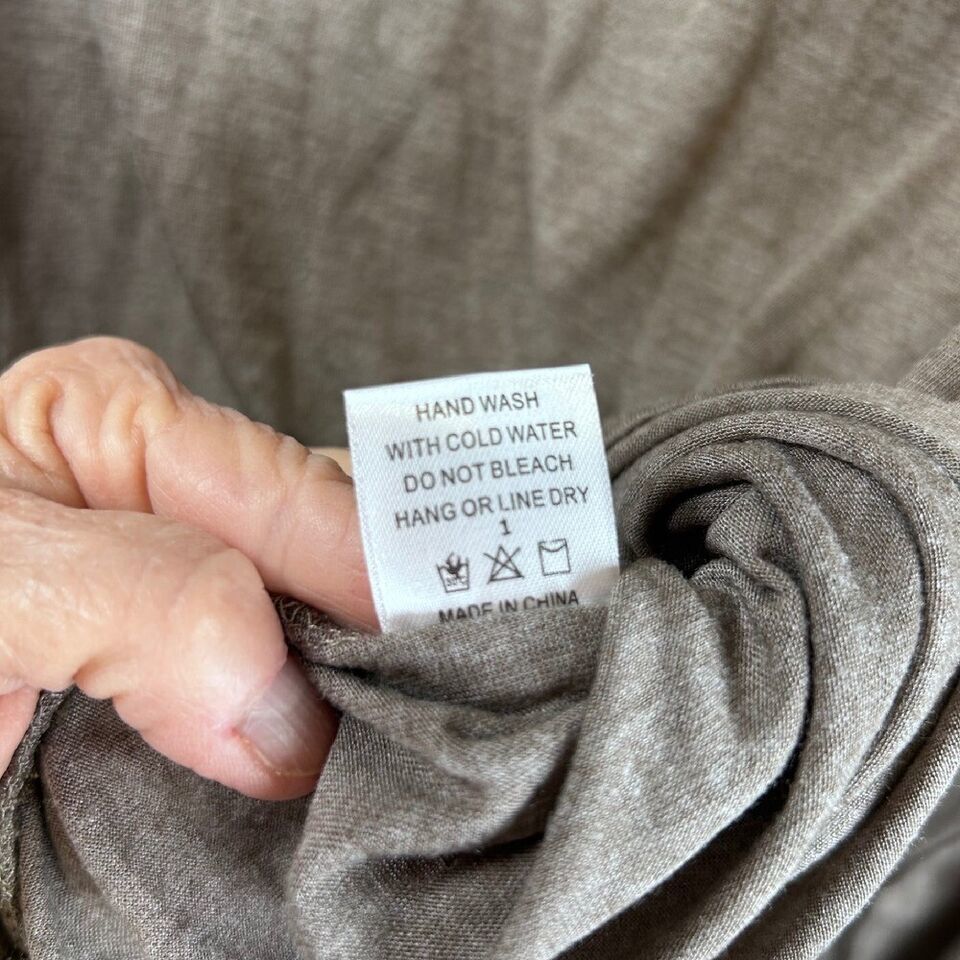 HAND WASH
WITH COLD WATER
DO NOT BLEACH
HANG OR LINE DRY
1
MADE IN CHINA